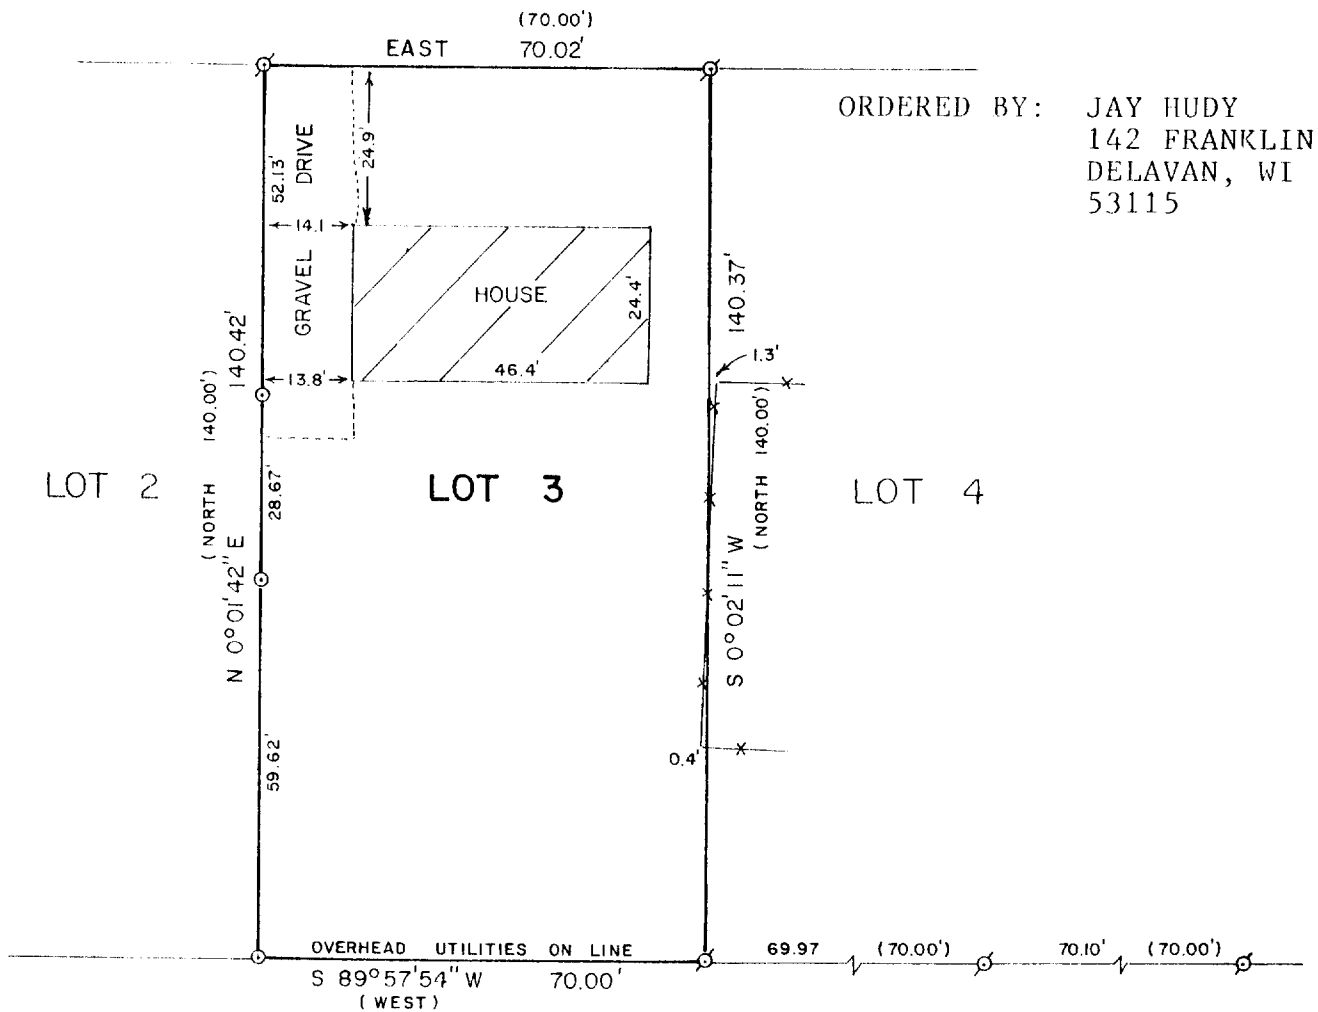 (70.00')
EAST 70.02'
ORDERED BY: JAY HUDY
142 FRANKLIN
DELAVAN, WI
53115
24.9'
52.13'
GRAVEL DRIVE
14.1
HOUSE
24.4'
46.4'
13.8'
140.37'
1.3'
140.42'
(NORTH 140.00')
(NORTH 140.00')
LOT 2
LOT 3
LOT 4
28.67'
N 0°01'42" E
S 0°02'11" W
59.62'
0.4'
OVERHEAD UTILITIES ON LINE
S 89°57'54" W 70.00'
(WEST)
69.97 (70.00')
70.10' (70.00')